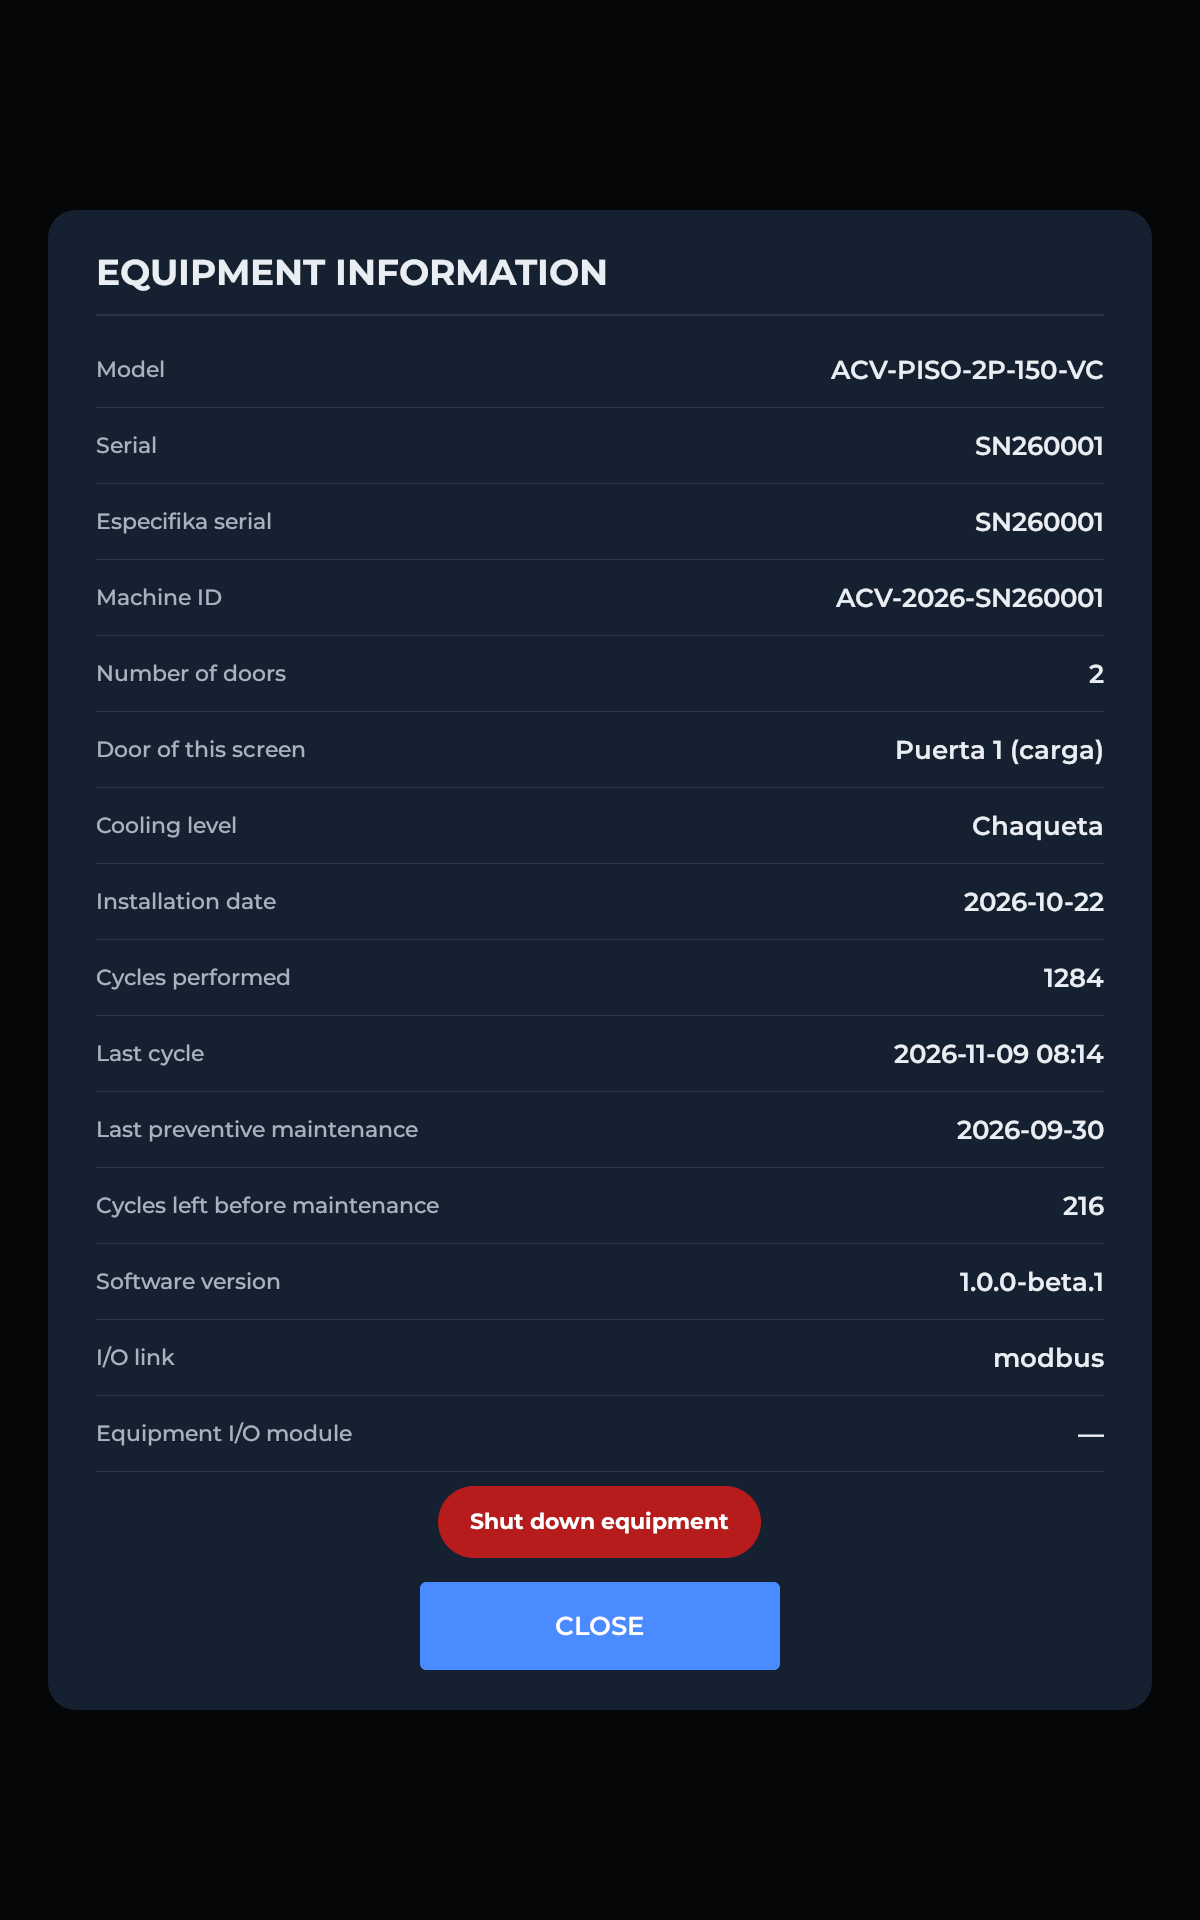 EQUIPMENT INFORMATION
Model ACV-PISO-2P-150-VC
Serial SN260001
Especifika serial SN260001
Machine ID ACV-2026-SN260001
Number of doors 2
Door of this screen Puerta 1 (carga)
Cooling level Chaqueta
Installation date 2026-10-22
Cycles performed 1284
Last cycle 2026-11-09 08:14
Last preventive maintenance 2026-09-30
Cycles left before maintenance 216
Software version 1.0.0-beta.1
I/O link modbus
Equipment I/O module —
Shut down equipment
CLOSE